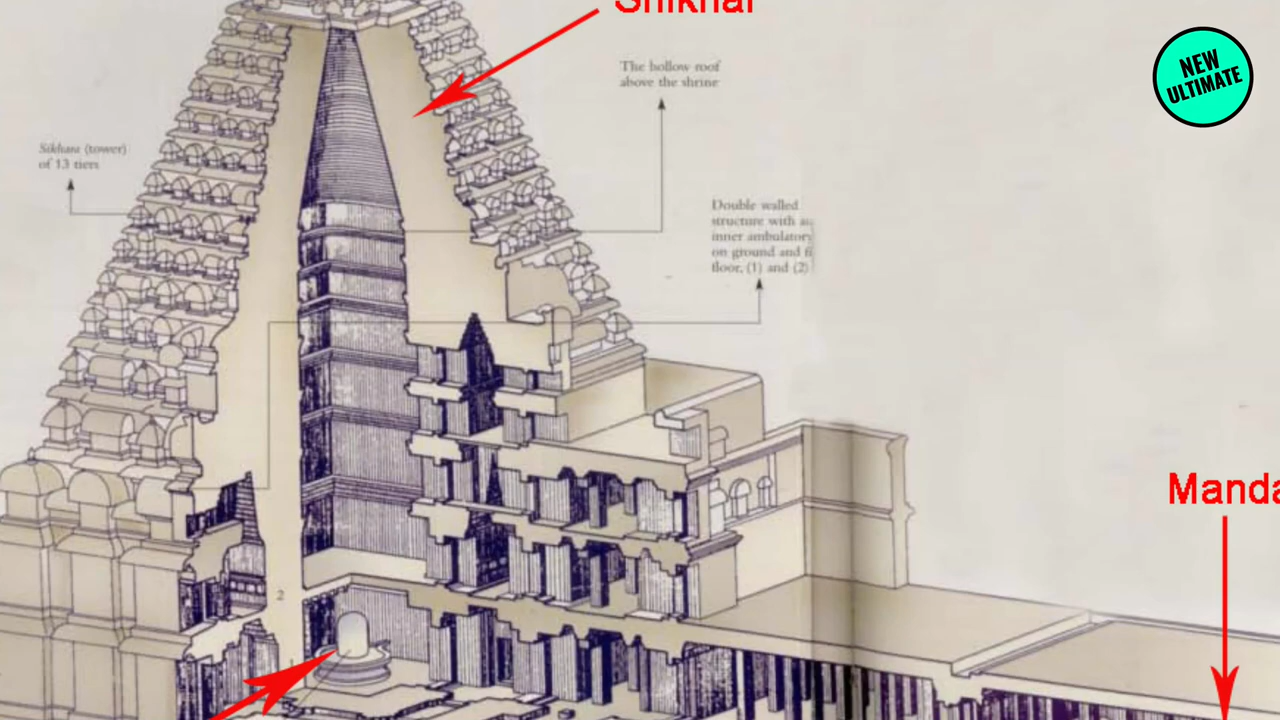 Shikhar
NEW
ULTIMATE
The hollow roof
above the shrine
Sikhara (tower)
of 13 tiers
Double walled
structure with
inner ambulatory
on ground and
floor, (1) and (2)
Manda
2